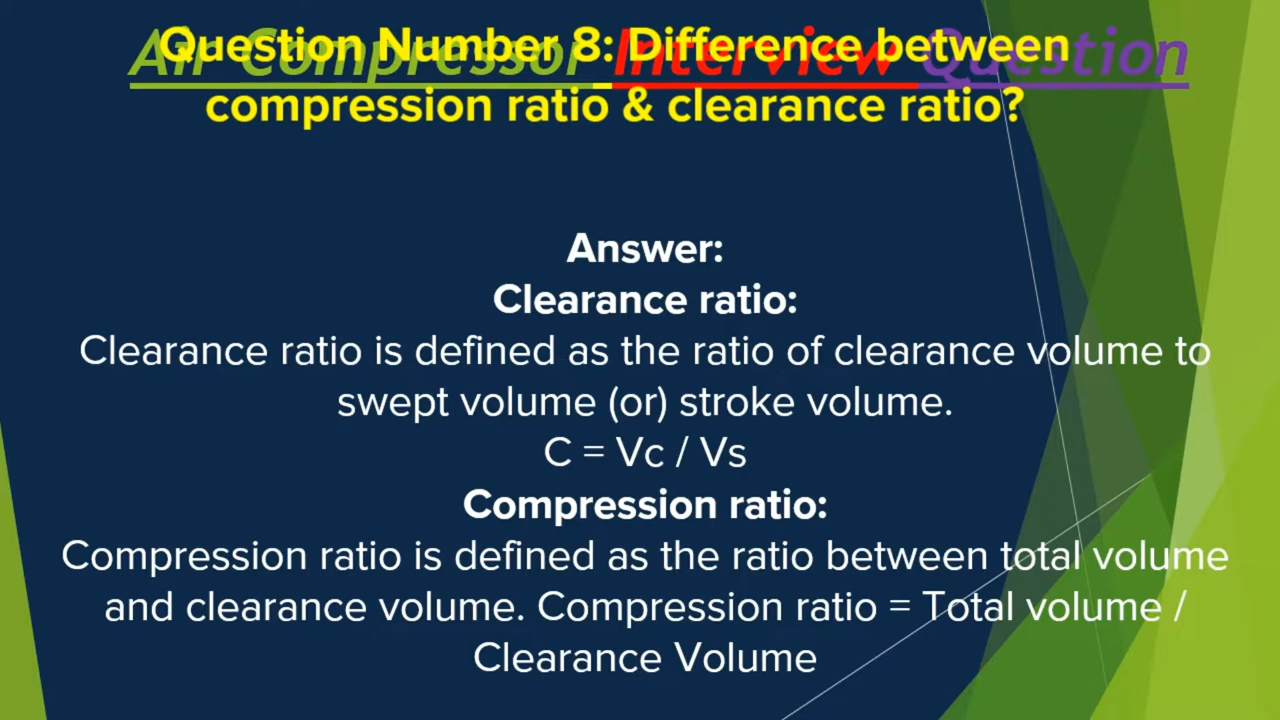 Air Compressor Interview Question
Question Number 8: Difference between
compression ratio & clearance ratio?
Answer:
Clearance ratio:
Clearance ratio is defined as the ratio of clearance volume to
swept volume (or) stroke volume.
C = Vc / Vs
Compression ratio:
Compression ratio is defined as the ratio between total volume
and clearance volume. Compression ratio = Total volume /
Clearance Volume